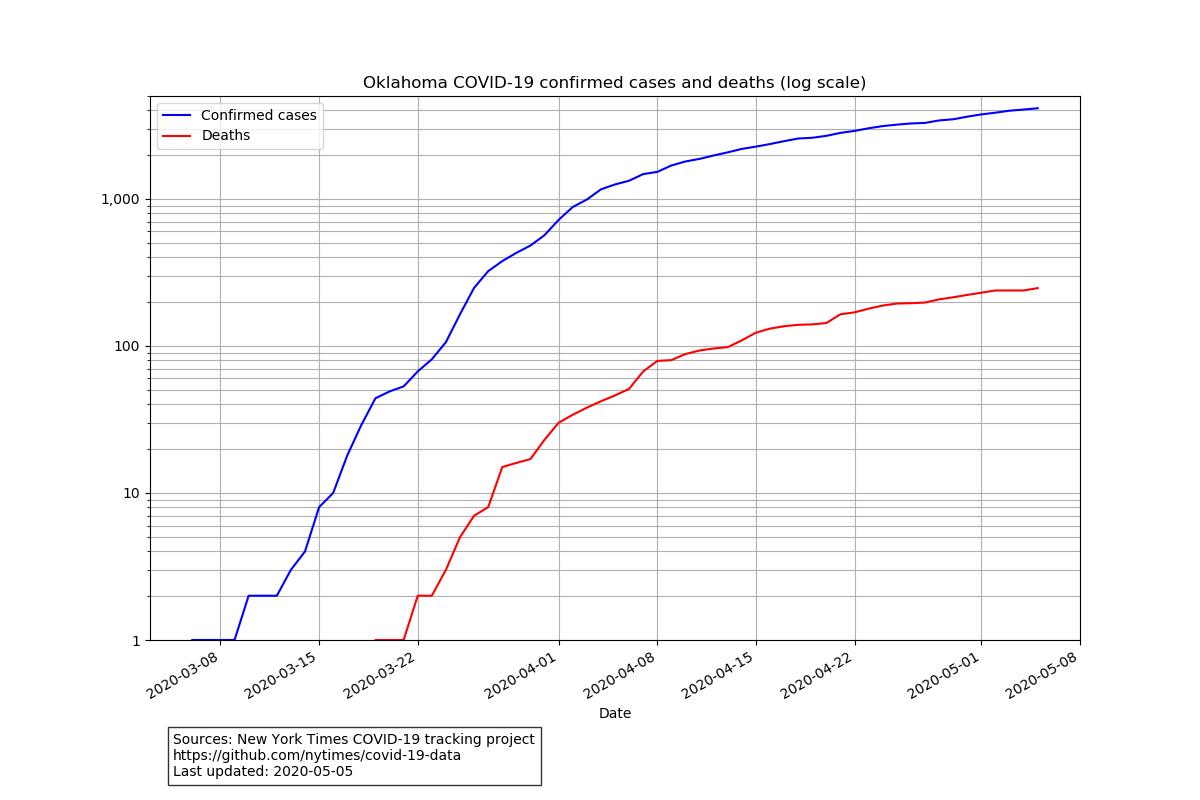 Oklahoma COVID-19 confirmed cases and deaths (log scale)
Confirmed cases
Deaths
1,000
100
10
1
2020-03-08
2020-03-15
2020-03-22
2020-04-01
2020-04-08
2020-04-15
2020-04-22
2020-05-01
2020-05-08
Date
Sources: New York Times COVID-19 tracking project
https://github.com/nytimes/covid-19-data
Last updated: 2020-05-05